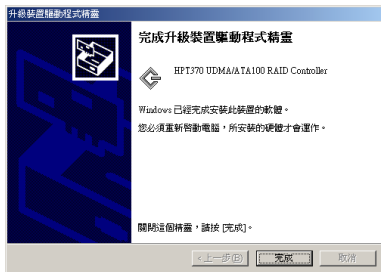 升級裝置驅動程式精靈
完成升級裝置驅動程式精靈
HPT370 UDMA/ATA100 RAID Controller
Windows 已經完成安裝此裝置的軟體。
您必須重新啓動電腦，所安裝的硬體才會運作。
關閉這個精靈，請按 [完成]。
<上一步(B)
完成
取消